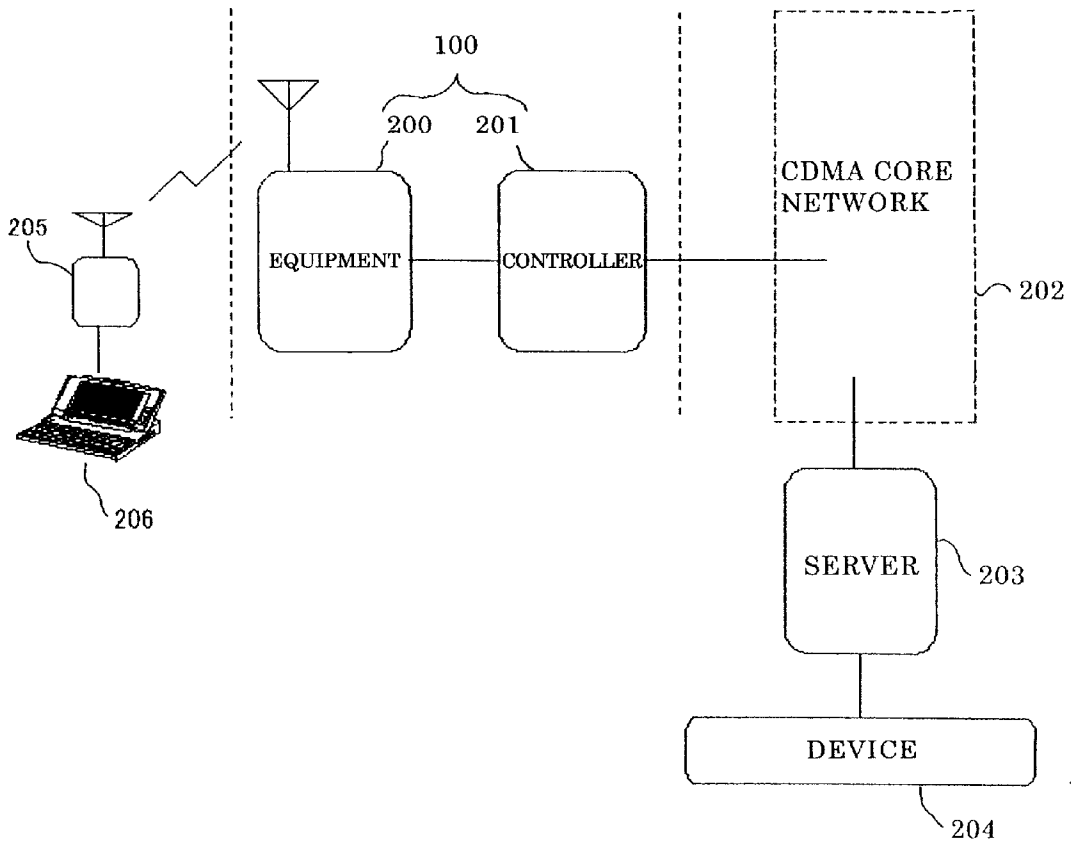 100
200
201
CDMA CORE
NETWORK
205
EQUIPMENT
CONTROLLER
202
206
SERVER
203
DEVICE
204